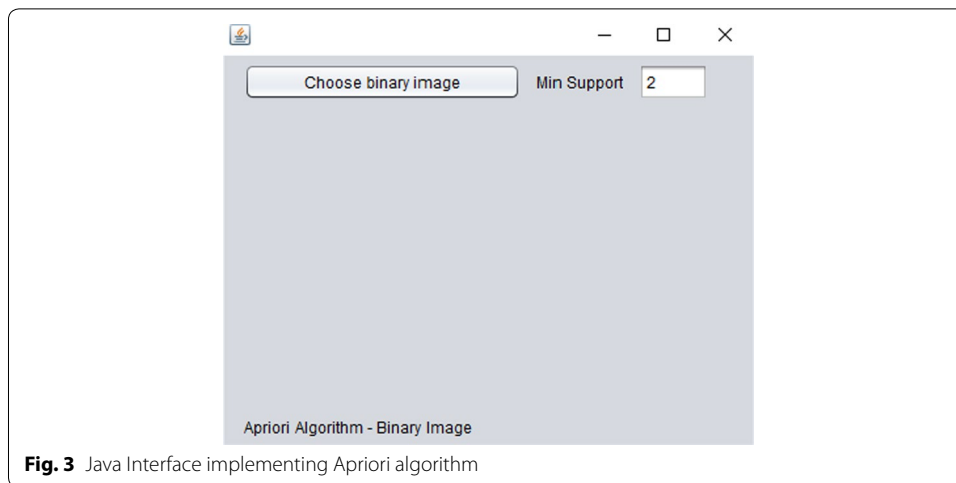 Choose binary image Min Support 2
Apriori Algorithm - Binary Image
Fig. 3 Java Interface implementing Apriori algorithm